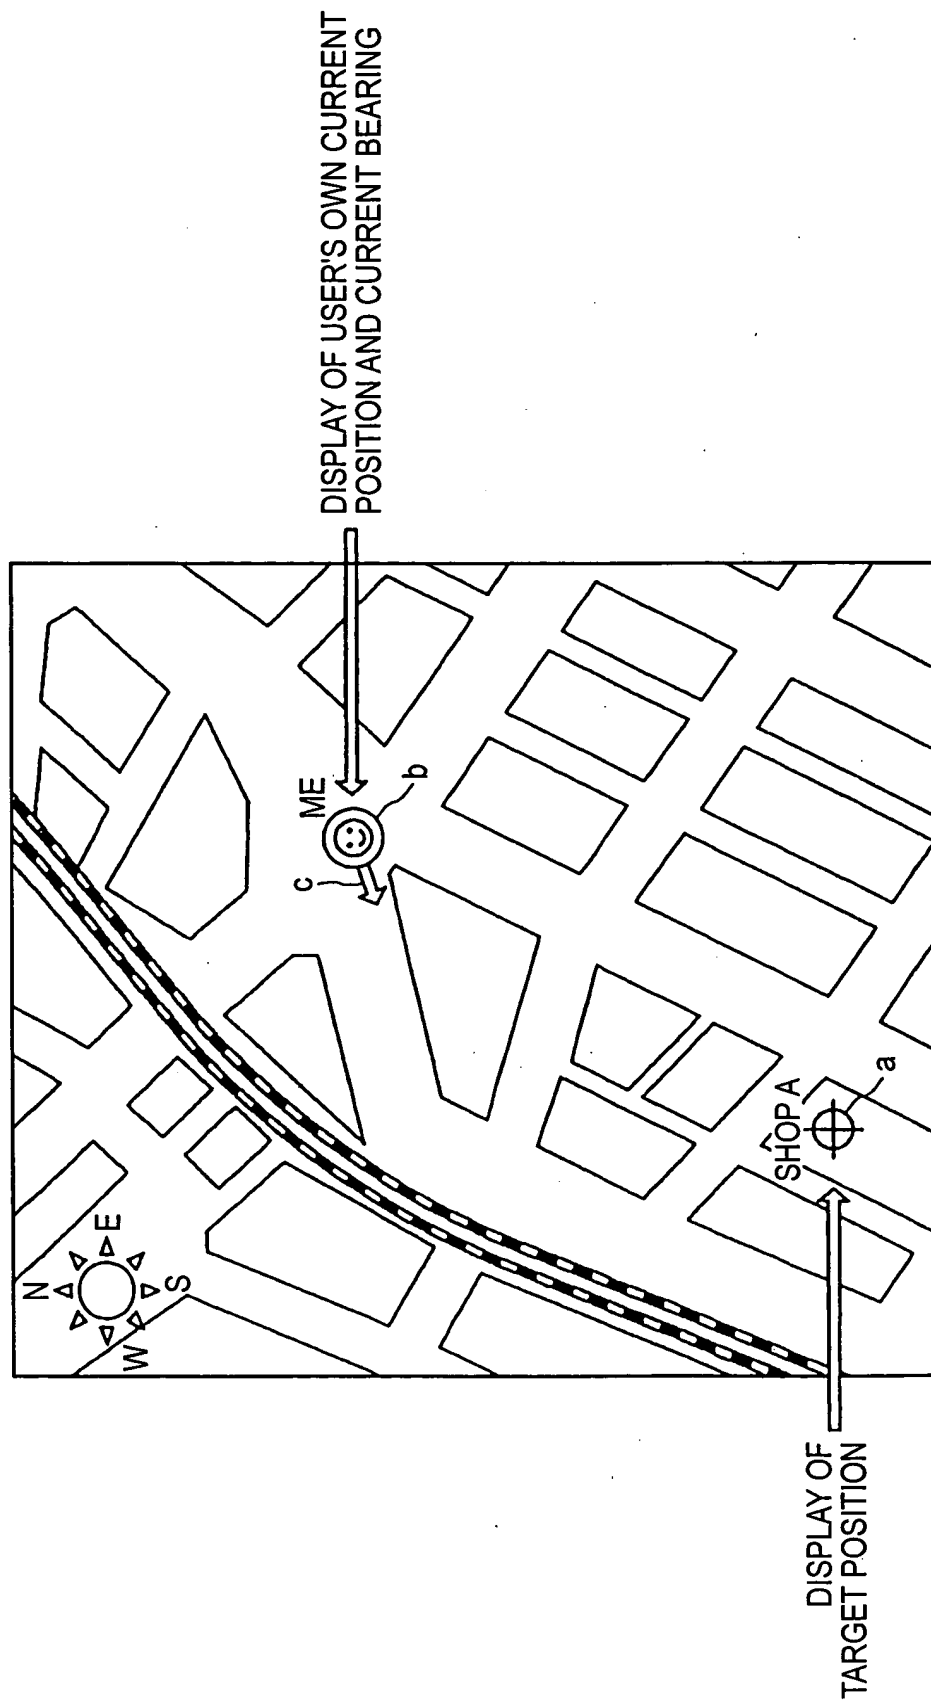 DISPLAY OF USER'S OWN CURRENT
POSITION AND CURRENT BEARING
N
E
S
W
ME
c
b
SHOP A
a
DISPLAY OF
TARGET POSITION